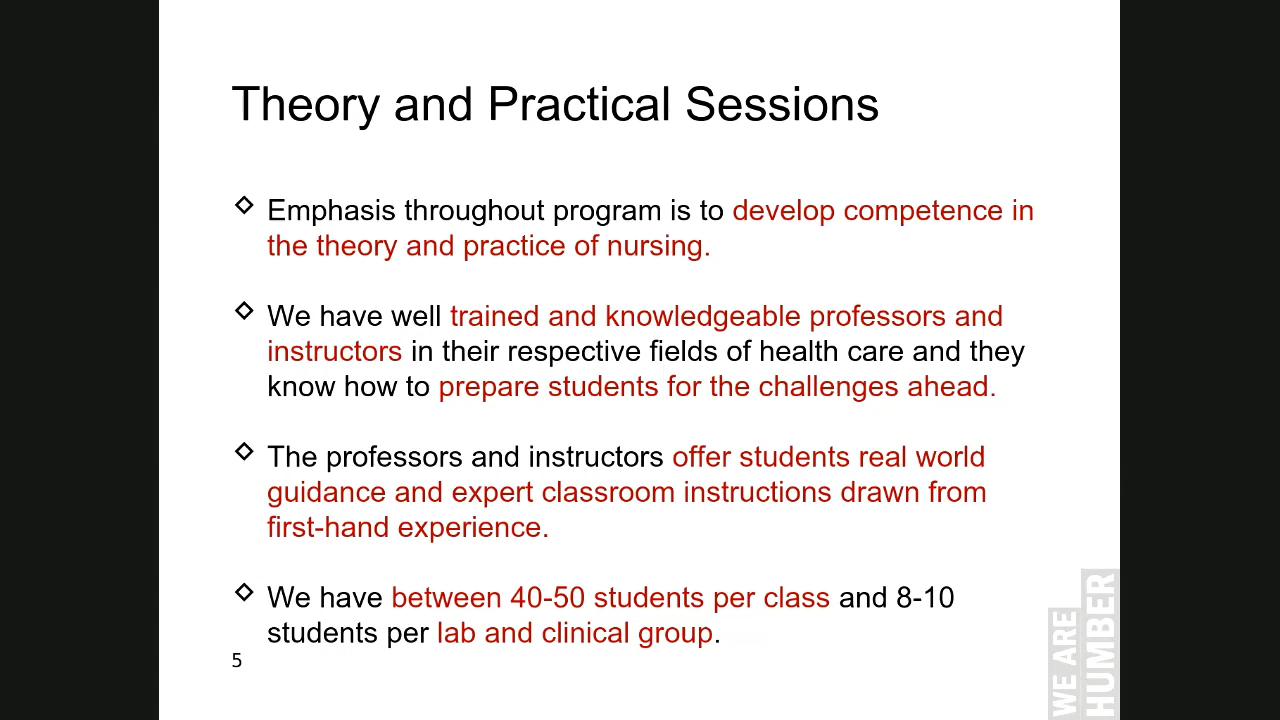 Theory and Practical Sessions
◇ Emphasis throughout program is to develop competence in
the theory and practice of nursing.
◇ We have well trained and knowledgeable professors and
instructors in their respective fields of health care and they
know how to prepare students for the challenges ahead.
◇ The professors and instructors offer students real world
guidance and expert classroom instructions drawn from
first-hand experience.
◇ We have between 40-50 students per class and 8-10
students per lab and clinical group.
5
WE ARE
HUMBER